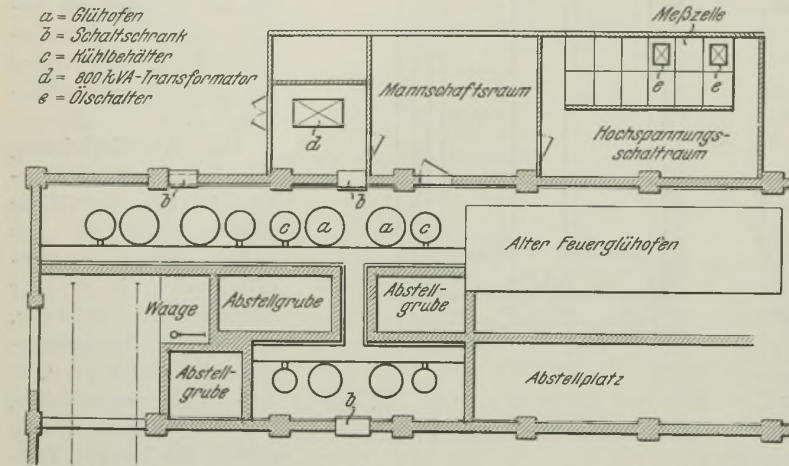 a = Glühofen
b = Schaltschrank
c = Kühlbehälter
d = 800 kVA-Transformator
e = Ölschalter
Meßzelle
e
e
Mannschaftsraum
d
Hochspannungs-
schaltraum
b
b
c
a
a
c
Alter Feuerglühofen
Waage
Abstellgrube
Abstell-
grube
Abstell-
grube
Abstellplatz
b